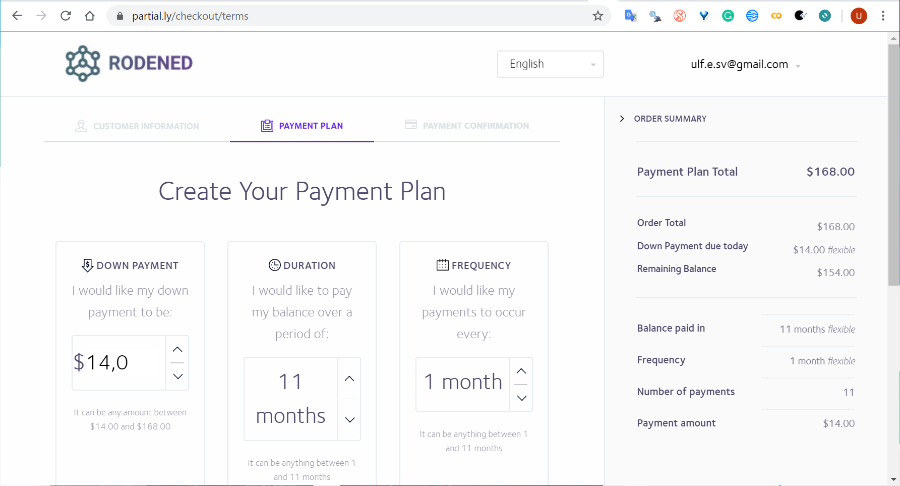 partial.ly/checkout/terms
U
RODENED
English
ulf.e.sv@gmail.com
CUSTOMER INFORMATION
PAYMENT PLAN
PAYMENT CONFIRMATION
Create Your Payment Plan
DOWN PAYMENT
I would like my down
payment to be:
$14,0
It can be any amount between
$14.00 and $168.00
DURATION
I would like to pay
my balance over a
period of:
11
months
It can be anything between 1
and 11 months
FREQUENCY
I would like my
payments to occur
every:
1 month
It can be anything between 1
and 11 months
ORDER SUMMARY
Payment Plan Total $168.00
Order Total $168.00
Down Payment due today $14.00 flexible
Remaining Balance $154.00
Balance paid in 11 months flexible
Frequency 1 month flexible
Number of payments 11
Payment amount $14.00